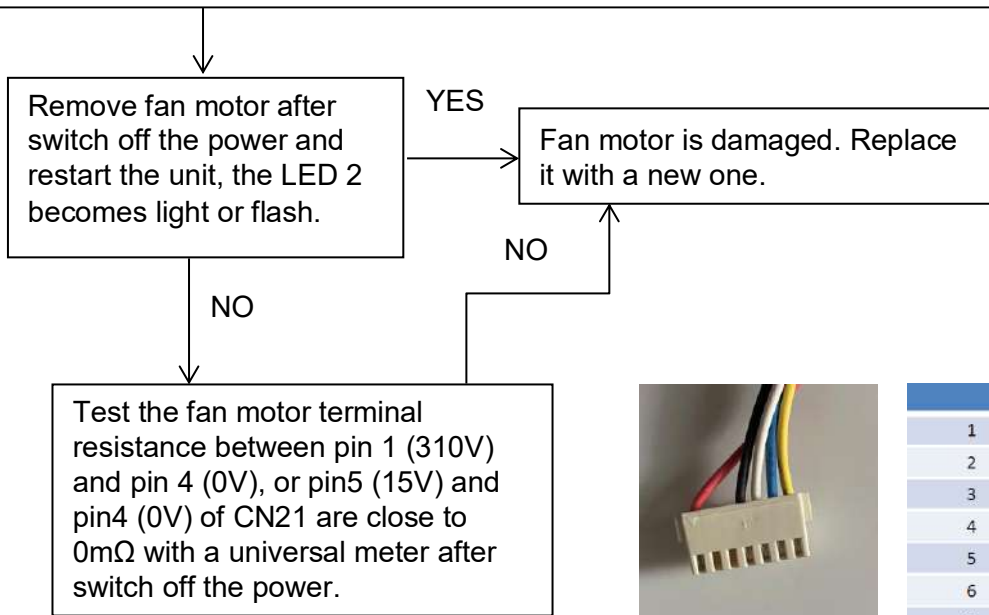 Remove fan motor after
switch off the power and
restart the unit, the LED 2
becomes light or flash.
YES
Fan motor is damaged. Replace
it with a new one.
NO
NO
Test the fan motor terminal
resistance between pin 1 (310V)
and pin 4 (0V), or pin5 (15V) and
pin4 (0V) of CN21 are close to
0mΩ with a universal meter after
switch off the power.
1
2
3
4
5
6